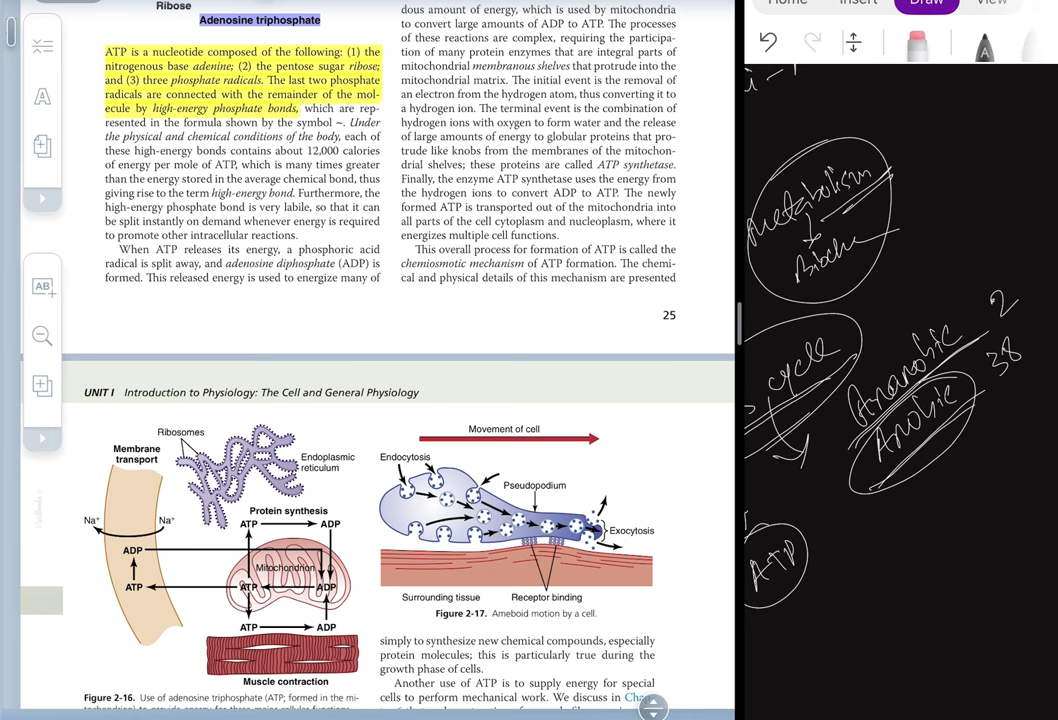 Ribose
Adenosine triphosphate
ATP is a nucleotide composed of the following: (1) the
nitrogenous base adenine; (2) the pentose sugar ribose;
and (3) three phosphate radicals. The last two phosphate
radicals are connected with the remainder of the mol-
ecule by high-energy phosphate bonds, which are rep-
resented in the formula shown by the symbol ~. Under
the physical and chemical conditions of the body, each of
these high-energy bonds contains about 12,000 calories
of energy per mole of ATP, which is many times greater
than the energy stored in the average chemical bond, thus
giving rise to the term high-energy bond. Furthermore, the
high-energy phosphate bond is very labile, so that it can
be split instantly on demand whenever energy is required
to promote other intracellular reactions.
When ATP releases its energy, a phosphoric acid
radical is split away, and adenosine diphosphate (ADP) is
formed. This released energy is used to energize many of
dous amount of energy, which is used by mitochondria
to convert large amounts of ADP to ATP. The processes
of these reactions are complex, requiring the participa-
tion of many protein enzymes that are integral parts of
mitochondrial membranous shelves that protrude into the
mitochondrial matrix. The initial event is the removal of
an electron from the hydrogen atom, thus converting it to
a hydrogen ion. The terminal event is the combination of
hydrogen ions with oxygen to form water and the release
of large amounts of energy to globular proteins that pro-
trude like knobs from the membranes of the mitochon-
drial shelves; these proteins are called ATP synthetase.
Finally, the enzyme ATP synthetase uses the energy from
the hydrogen ions to convert ADP to ATP. The newly
formed ATP is transported out of the mitochondria into
all parts of the cell cytoplasm and nucleoplasm, where it
energizes multiple cell functions.
This overall process for formation of ATP is called the
chemiosmotic mechanism of ATP formation. The chemi-
cal and physical details of this mechanism are presented
25
UNIT I Introduction to Physiology: The Cell and General Physiology
Ribosomes
Membrane
transport
Endoplasmic
reticulum
Protein synthesis
Na+
Na+
ATP
ADP
ADP
Mitochondrion
ATP
ATP
ADP
ATP
ADP
Muscle contraction
Figure 2-16. Use of adenosine triphosphate (ATP; formed in the mi-
Movement of cell
Endocytosis
Pseudopodium
Exocytosis
Surrounding tissue
Receptor binding
Figure 2-17. Ameboid motion by a cell.
simply to synthesize new chemical compounds, especially
protein molecules; this is particularly true during the
growth phase of cells.
Another use of ATP is to supply energy for special
cells to perform mechanical work. We discuss in
Home Insert Draw View
A
AB
metabolism
cycle
Ananobic
2
Anobic
38
ATP